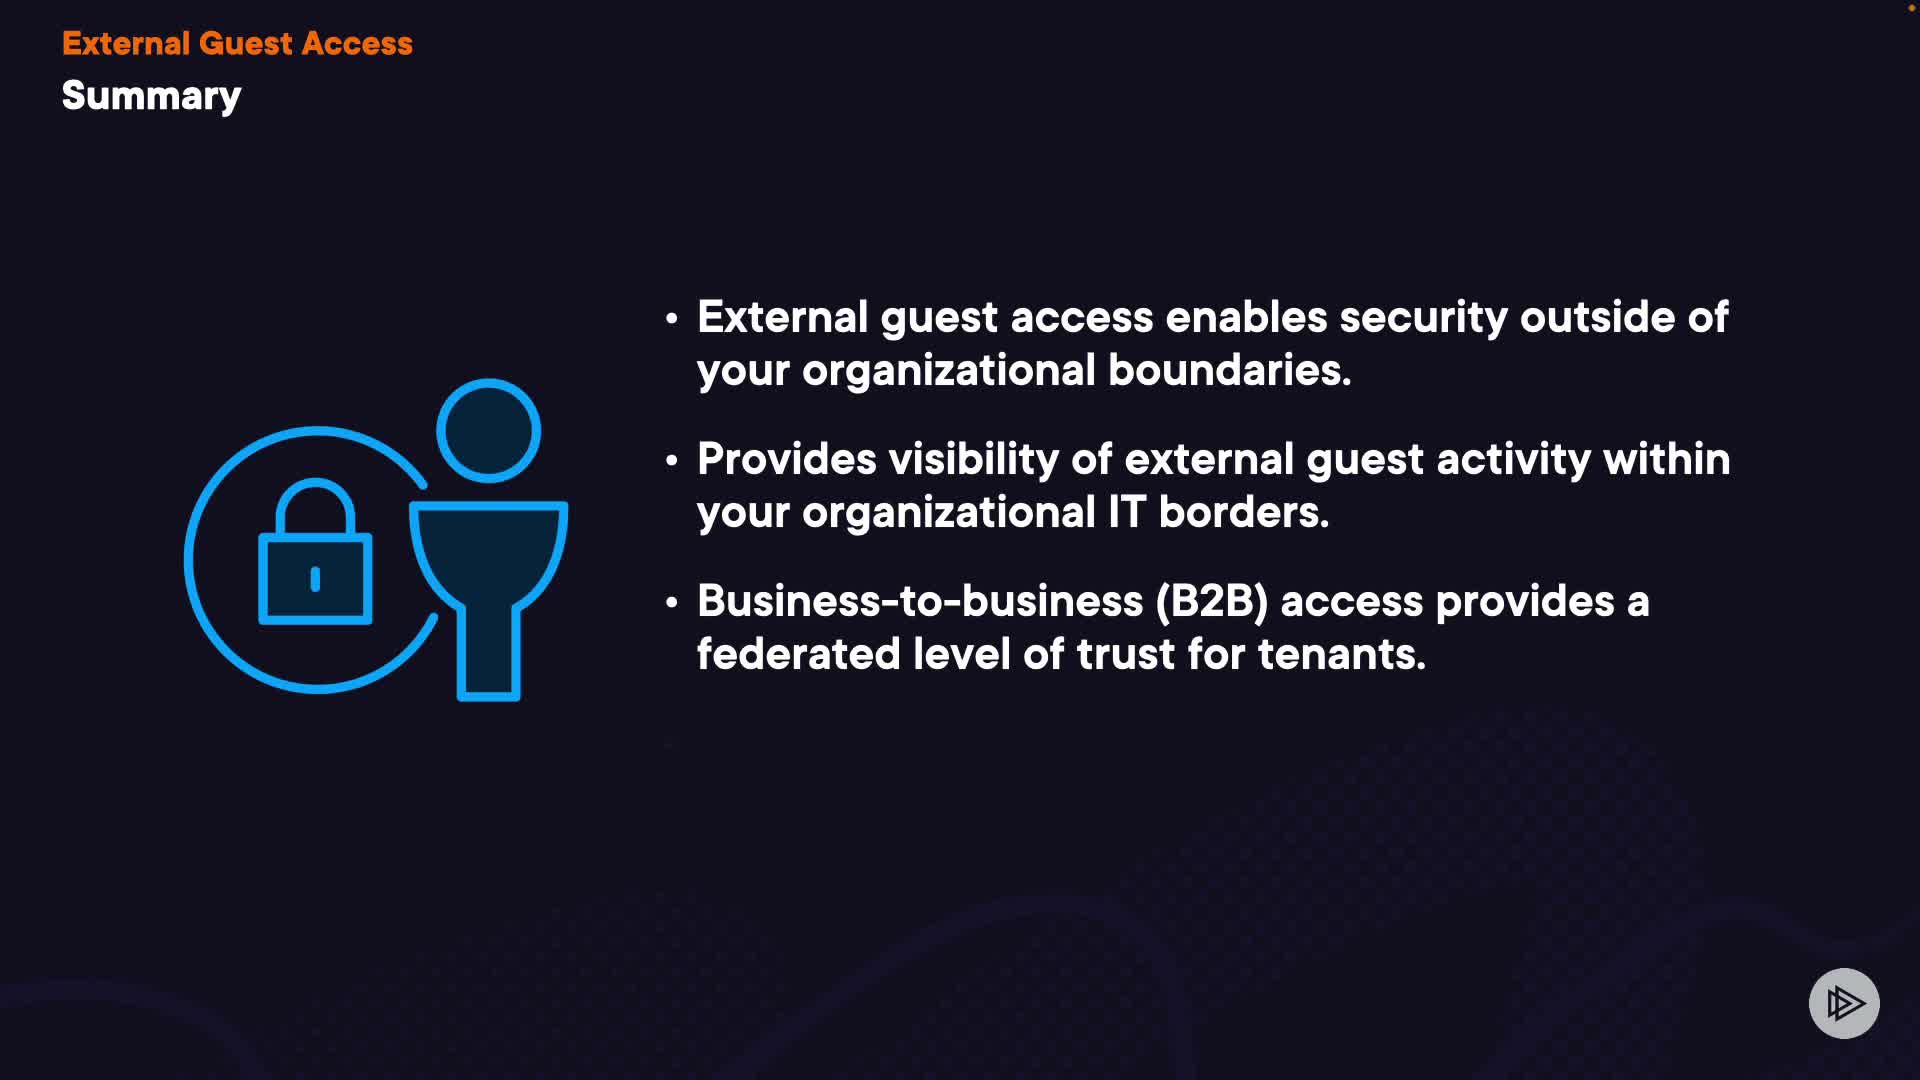 External Guest Access
Summary
• External guest access enables security outside of
your organizational boundaries.
• Provides visibility of external guest activity within
your organizational IT borders.
• Business-to-business (B2B) access provides a
federated level of trust for tenants.